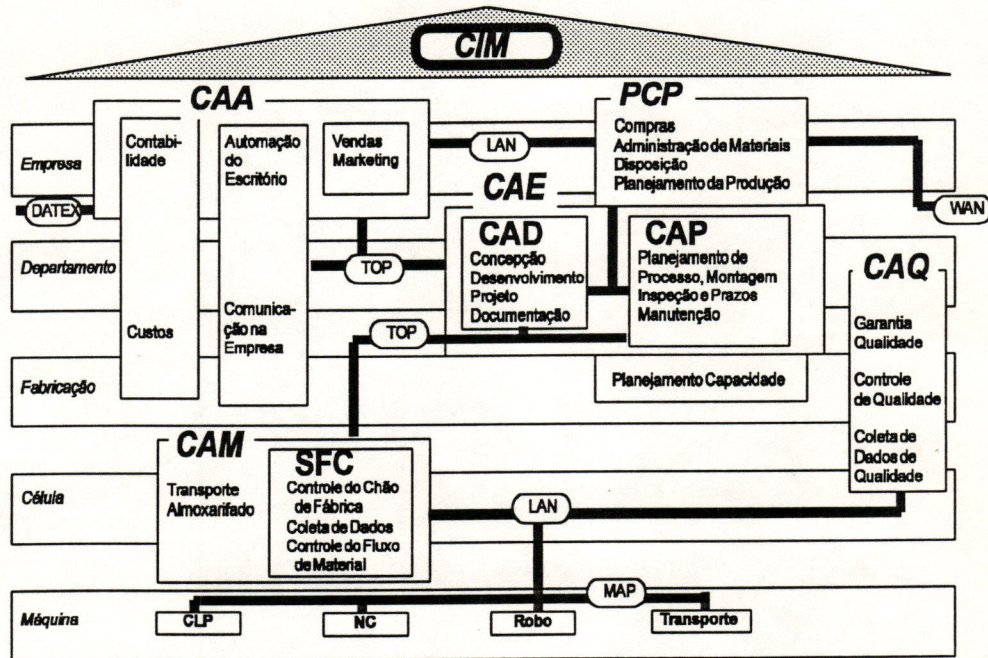 CIM
CAA
PCP
Empresa
Contabi-
lidade
Automação
do
Escritório
Vendas
Marketing
LAN
Compras
Administração de Materiais
Disposição
Planejamento da Produção
DATEX
WAN
CAE
Departamento
TOP
CAD
Concepção
Desenvolvimento
Projeto
Documentação
CAP
Planejamento de
Processo, Montagem
Inspeção e Prazos
Manutenção
CAQ
Garantia
Qualidade
Controle
de Qualidade
Coleta de
Dados de
Qualidade
Custos
Comunica-
ção na
Empresa
TOP
Fabricação
Planejamento Capacidade
CAM
Transporte
Almoxarifado
SFC
Controle do Chão
de Fábrica
Coleta de Dados
Controle do Fluxo
de Material
Célula
LAN
MAP
Máquina
CLP
NC
Robo
Transporte